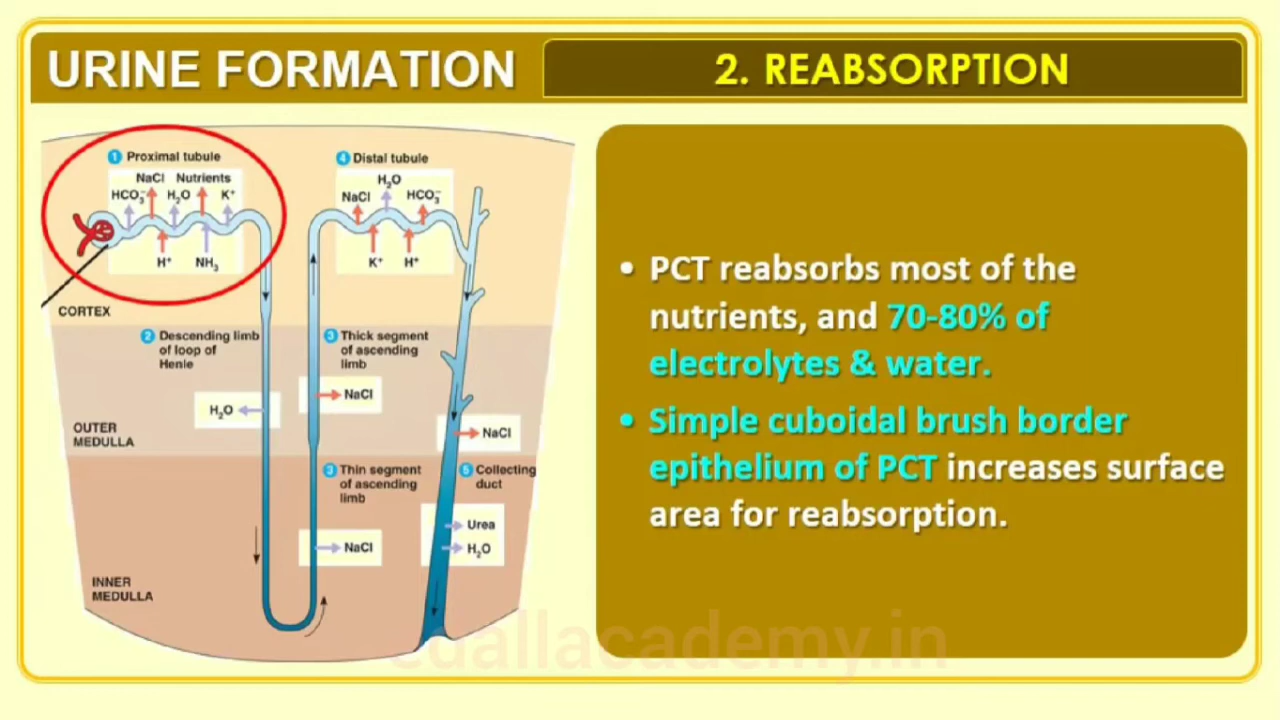 URINE FORMATION
2. REABSORPTION
1 Proximal tubule
NaCl Nutrients
HCO₃⁻ H₂O K⁺
H⁺ NH₃
4 Distal tubule
H₂O
NaCl HCO₃⁻
K⁺ H⁺
CORTEX
2 Descending limb
of loop of
Henle
3 Thick segment
of ascending
limb
H₂O
NaCl
OUTER
MEDULLA
NaCl
3 Thin segment
of ascending
limb
5 Collecting
duct
Urea
NaCl
H₂O
INNER
MEDULLA
• PCT reabsorbs most of the
nutrients, and 70-80% of
electrolytes & water.
• Simple cuboidal brush border
epithelium of PCT increases surface
area for reabsorption.
edallacademy.in